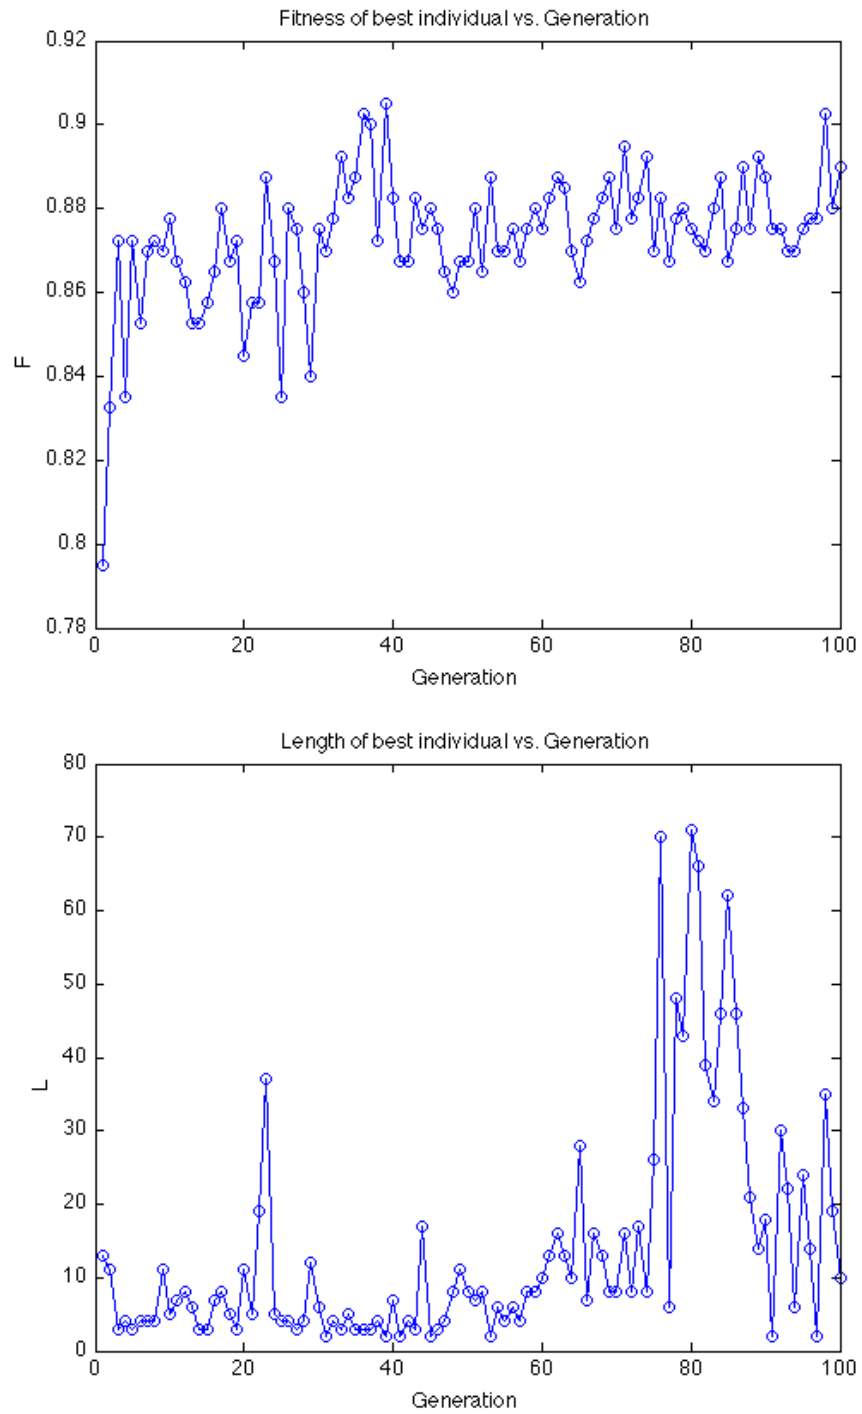 Fitness of best individual vs. Generation
0.92
0.9
0.88
0.86
0.84
0.82
0.8
0.78
F
0 20 40 60 80 100
Generation
Length of best individual vs. Generation
80
70
60
50
40
30
20
10
0
L
0 20 40 60 80 100
Generation